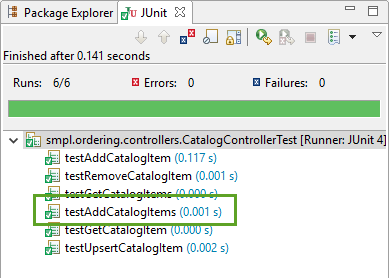 Package Explorer JUnit
Finished after 0.141 seconds
Runs: 6/6 Errors: 0 Failures: 0
smpl.ordering.controllers.CatalogControllerTest [Runner: JUnit 4]
testAddCatalogItem (0.117 s)
testRemoveCatalogItem (0.001 s)
testGetCatalogItems (0.000 s)
testAddCatalogItems (0.001 s)
testGetCatalogItem (0.000 s)
testUpsertCatalogItem (0.002 s)